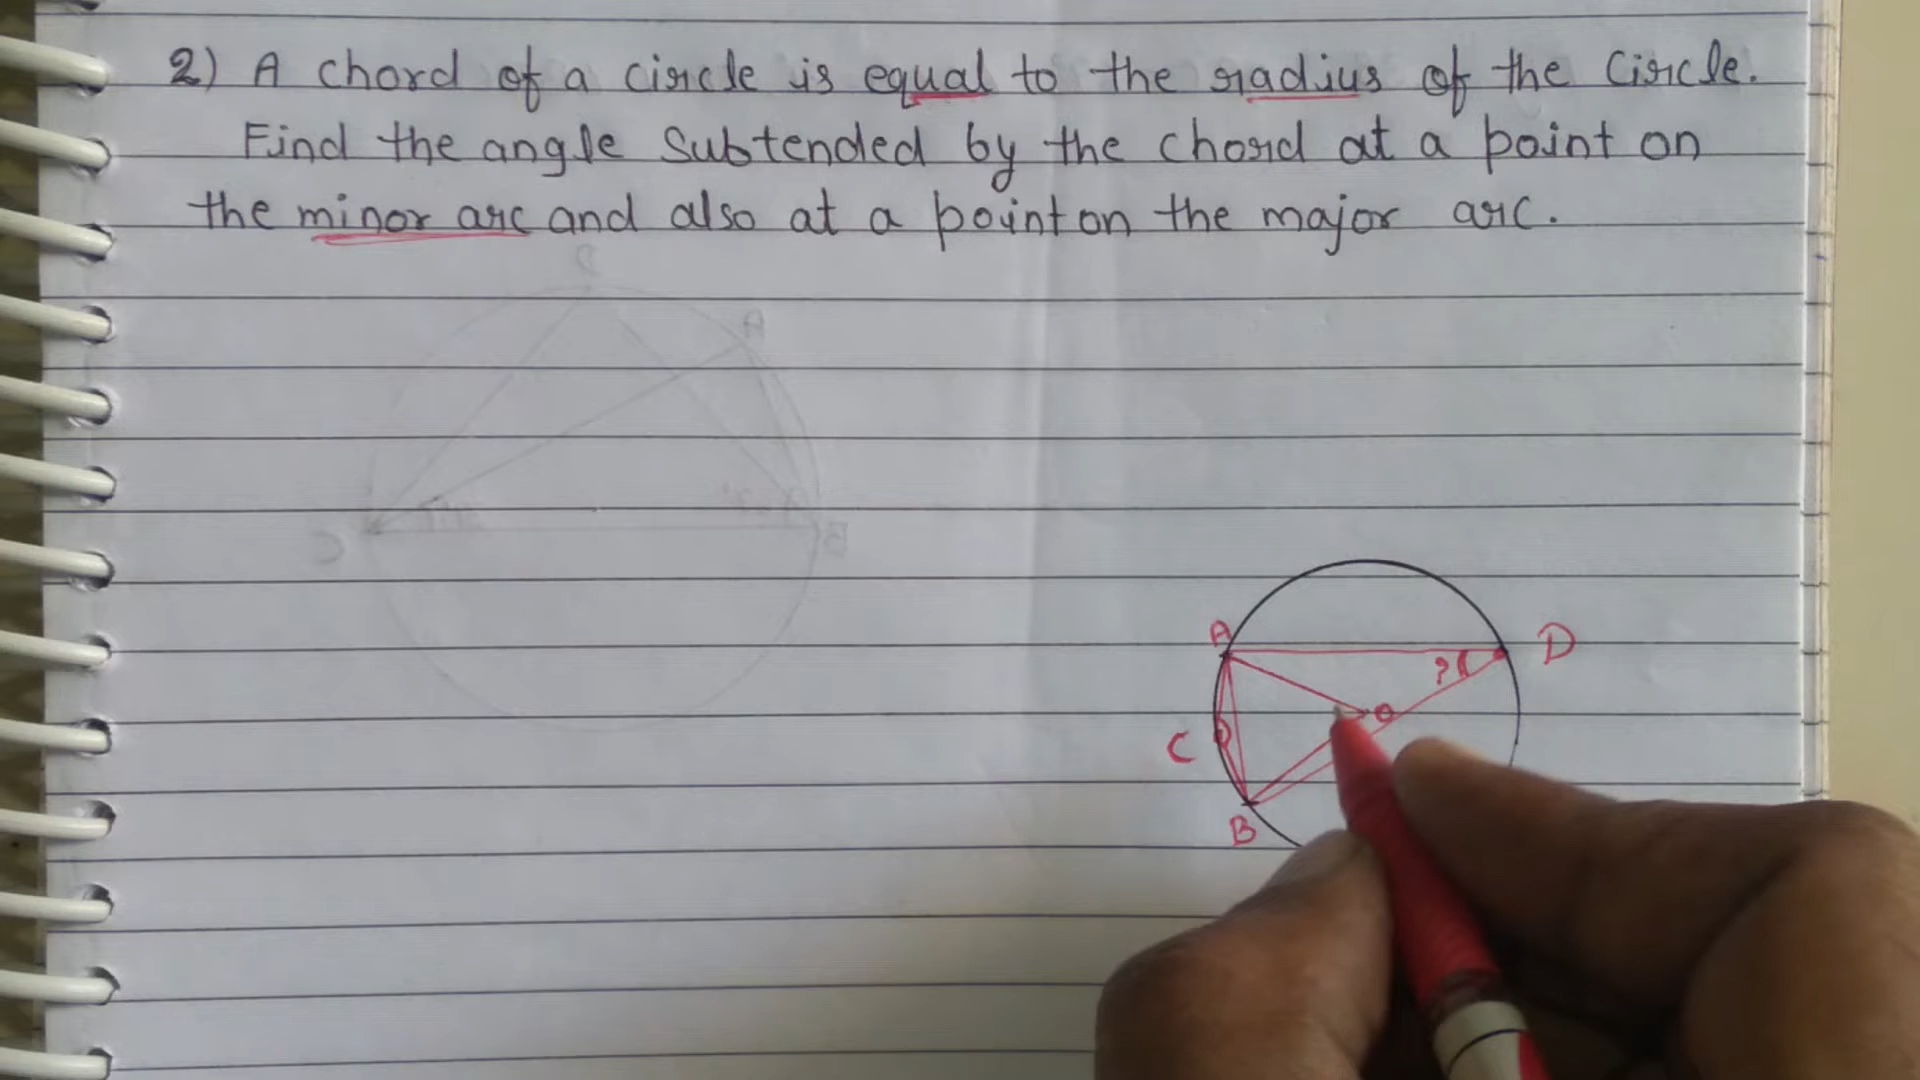 2) A chord of a circle is equal to the radius of the circle.
Find the angle subtended by the chord at a point on
the minor arc and also at a point on the major arc.
A
D
?
O
C
B